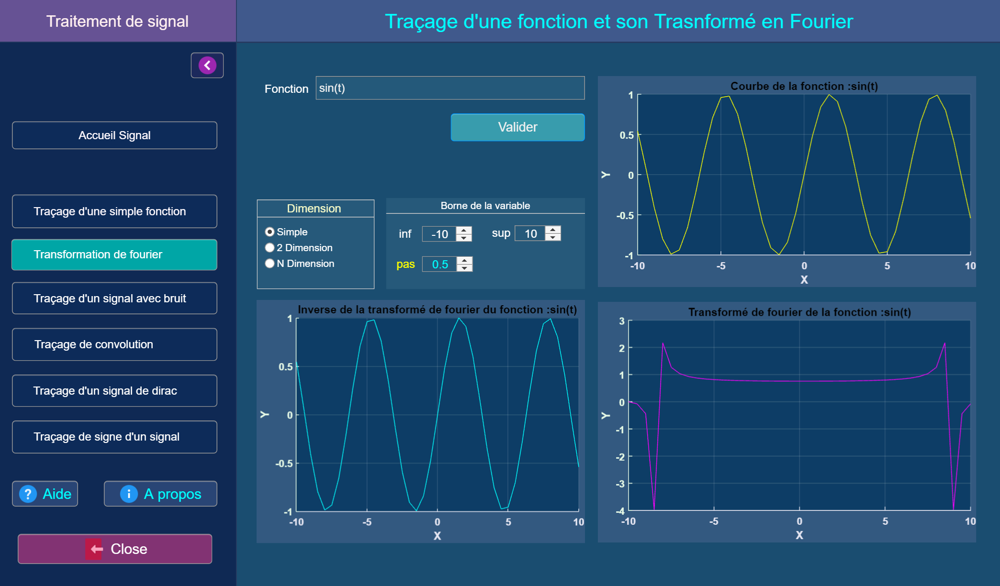 Traitement de signal
Traçage d'une fonction et son Trasnformé en Fourier
Accueil Signal
Traçage d'une simple fonction
Transformation de fourier
Traçage d'un signal avec bruit
Traçage de convolution
Traçage d'un signal de dirac
Traçage de signe d'un signal
? Aide
i A propos
Close
Fonction sin(t)
Valider
Dimension
Simple
2 Dimension
N Dimension
Borne de la variable
inf -10 sup 10
pas 0.5
Courbe de la fonction :sin(t)
1
0.5
0
-0.5
-1
Y
-10 -5 0 5 10
X
Inverse de la transformé de fourier du fonction :sin(t)
1
0.5
0
-0.5
-1
Y
-10 -5 0 5 10
X
Transformé de fourier de la fonction :sin(t)
3
2
1
0
-1
-2
-3
-4
Y
-10 -5 0 5 10
X